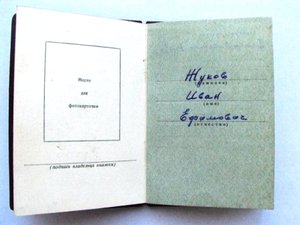 Место
для
фотокарточки
(подпись владельца книжки)
Жуков
(фамилия)
Иван
(имя)
Ефимович
(отчество)